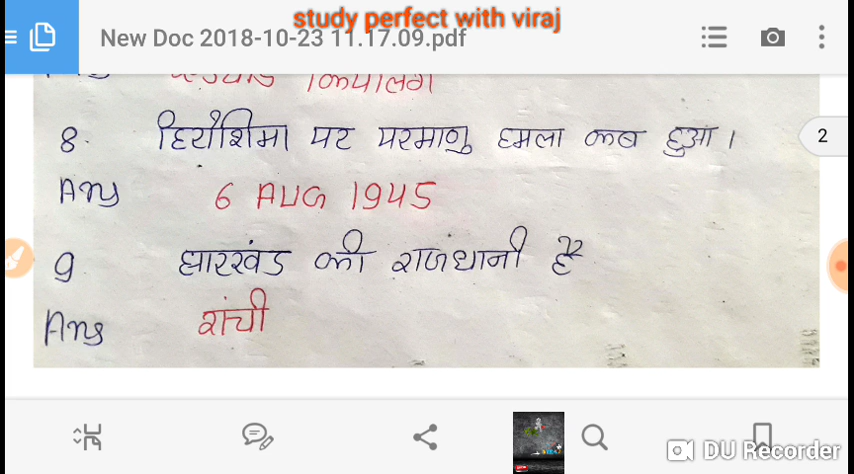 study perfect with viraj
New Doc 2018-10-23 11.17.09.pdf
किपलिंग
8. हिरोशिमा पर परमाणु हमला कब हुआ।
2
Ans 6 AUG 1945
9 झारखंड की राजधानी है
Ans रांची
DU Recorder